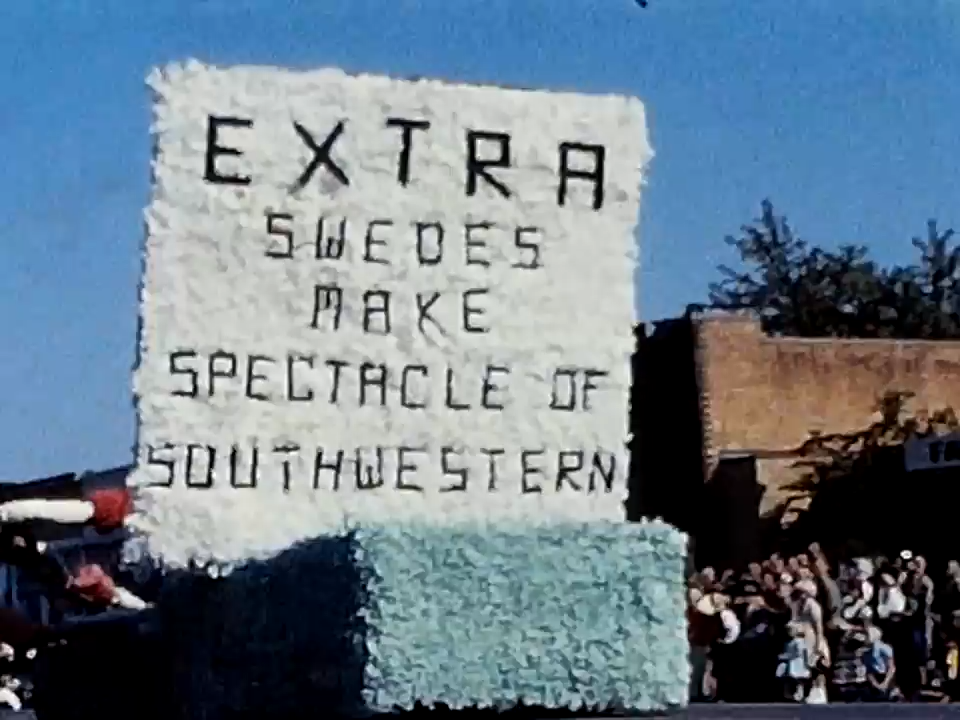 EXTRA
SWEDES
MAKE
SPECTACLE OF
SOUTHWESTERN